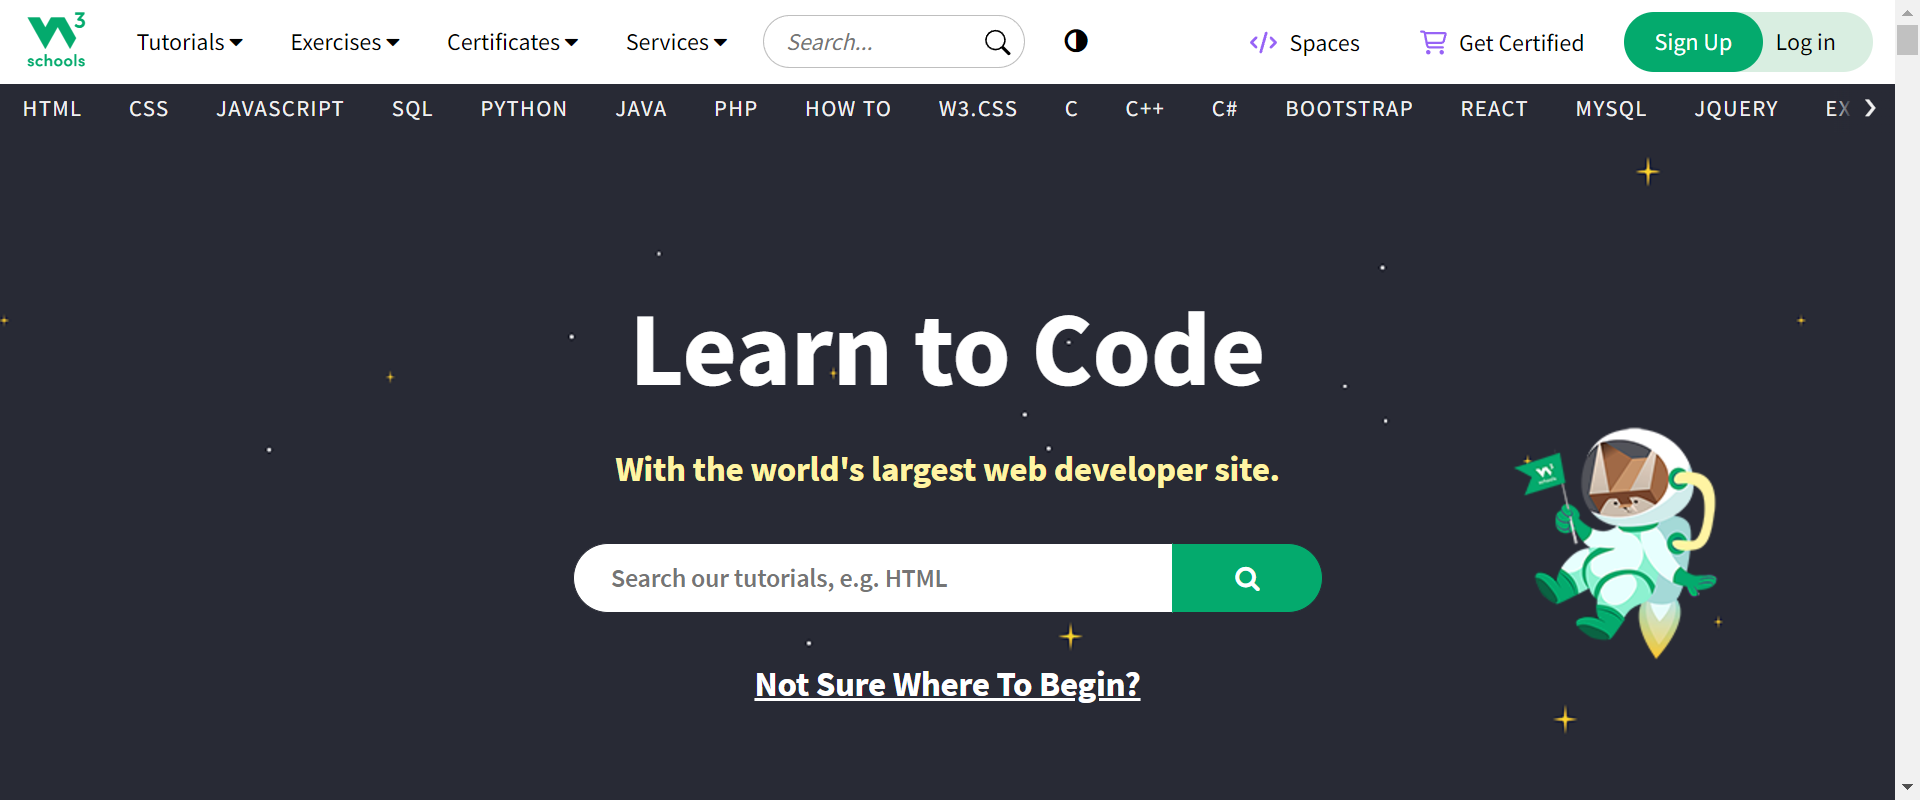 W3 schools
Tutorials Exercises Certificates Services Search... Spaces Get Certified Sign Up Log in
HTML CSS JAVASCRIPT SQL PYTHON JAVA PHP HOW TO W3.CSS C C++ C# BOOTSTRAP REACT MYSQL JQUERY EX
Learn to Code
With the world's largest web developer site.
W3 schools
Search our tutorials, e.g. HTML
Not Sure Where To Begin?